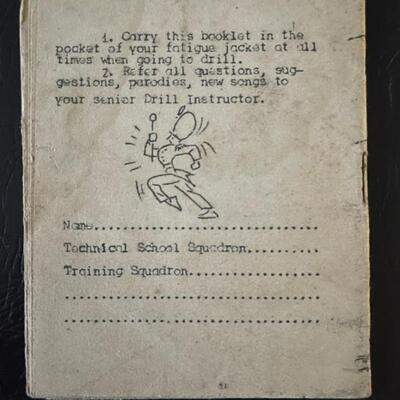 1. Carry this booklet in the
pocket of your fatigue jacket at all
times when going to drill.
2. Refer all questions, sug-
gestions, parodies, new songs to
your senior Drill Instructor.
Name..............................
Technical School Squadron...........
Training Squadron....................
....................................
....................................